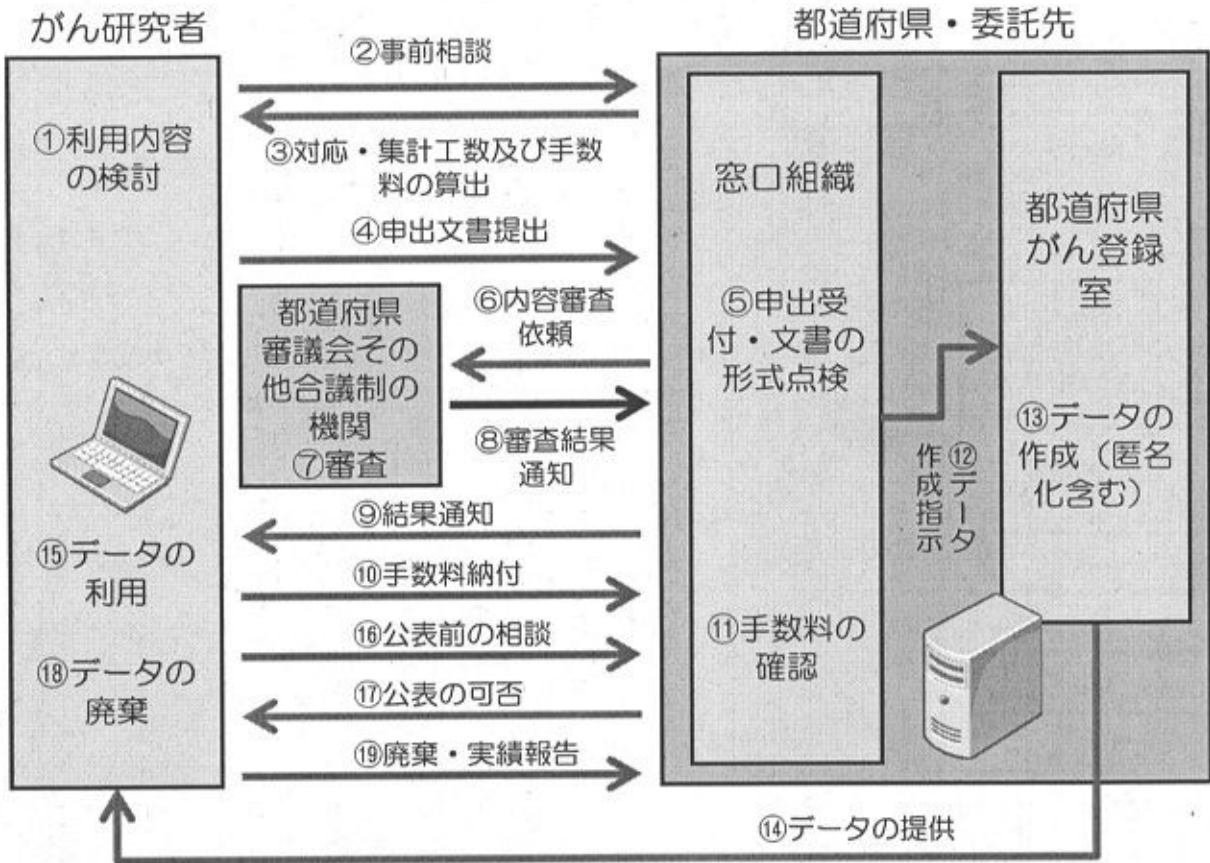 がん研究者
都道府県・委託先
②事前相談
①利用内容
の検討
③対応・集計工数及び手数
料の算出
④申出文書提出
都道府県
審議会その
他合議制の
機関
⑦審査
⑥内容審査
依頼
⑧審査結果
通知
窓口組織
⑤申出受
付・文書の
形式点検
都道府県
がん登録
室
⑫データ
作成指示
⑬データの
作成（匿名
化含む）
⑨結果通知
⑩手数料納付
⑪手数料の
確認
⑮データの
利用
⑯公表前の相談
⑰公表の可否
⑱データの
廃棄
⑲廃棄・実績報告
⑭データの提供